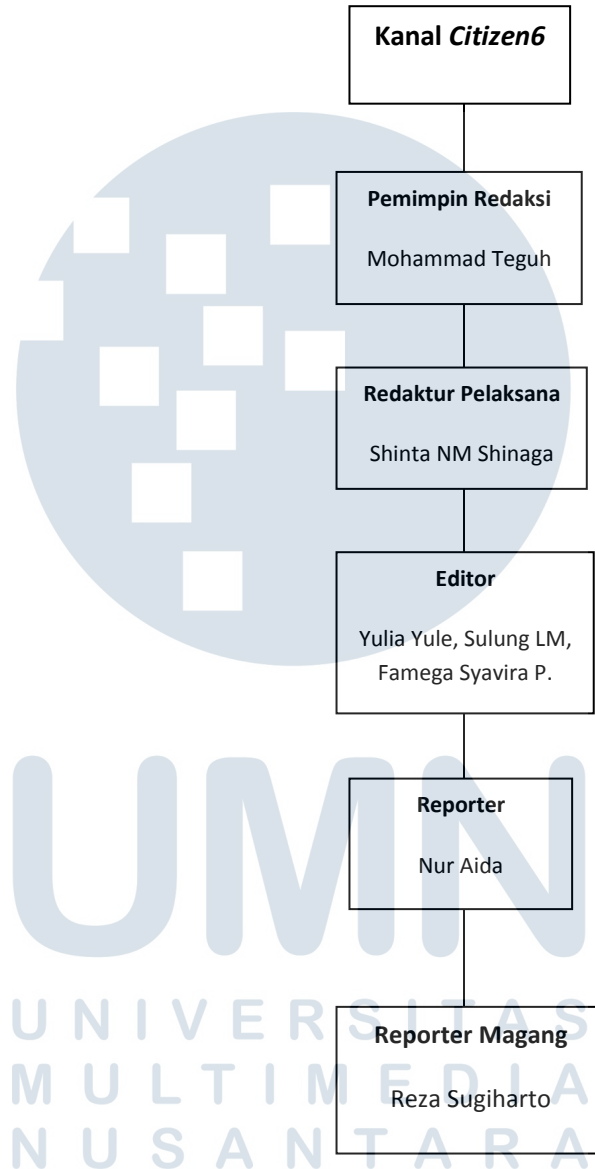 Kanal Citizen6
Pemimpin Redaksi
Mohammad Teguh
Redaktur Pelaksana
Shinta NM Shinaga
Editor
Yulia Yule, Sulung LM,
Famega Syavira P.
Reporter
Nur Aida
Reporter Magang
Reza Sugiharto
UMN
UNIVERSITAS
MULTIMEDIA
NUSANTARA